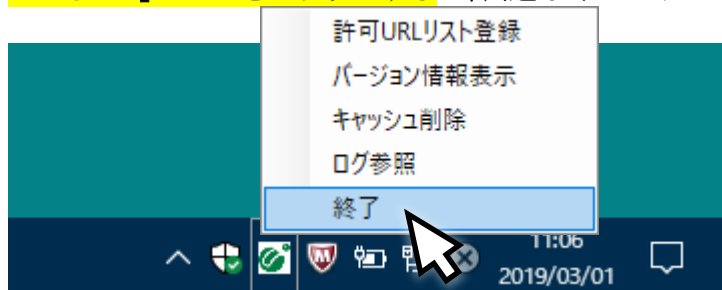 許可URLリスト登録
バージョン情報表示
キャッシュ削除
ログ参照
終了
11:06
2019/03/01